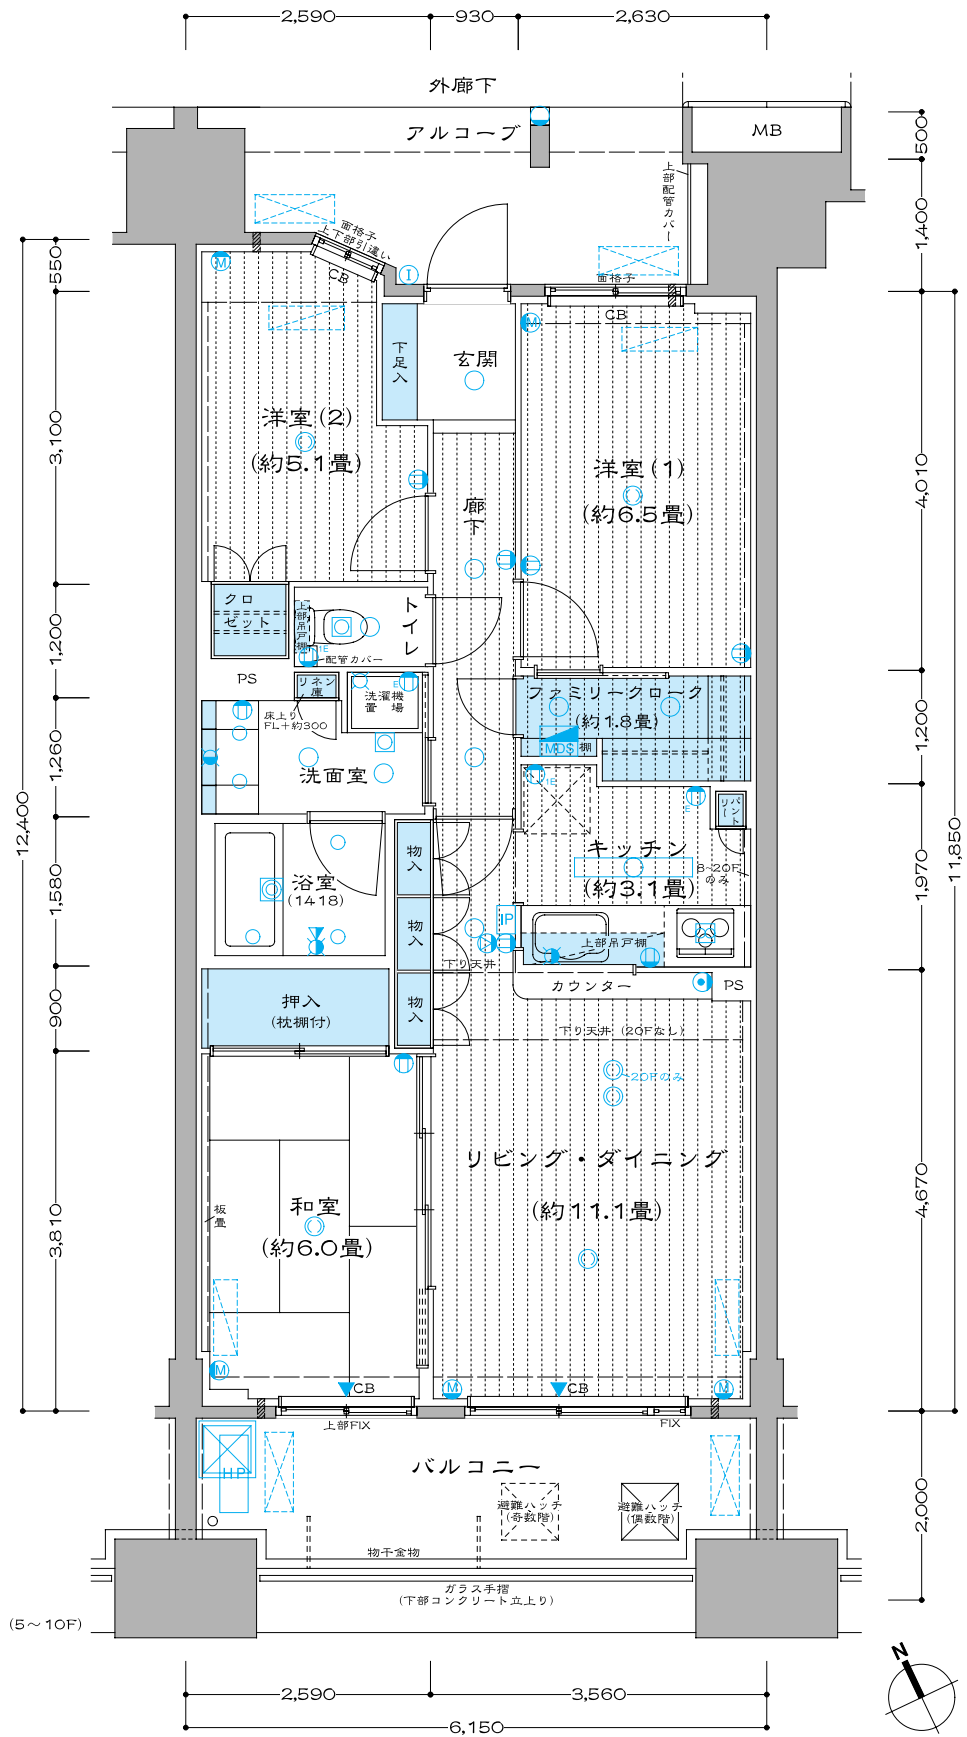 2,590
930
2,630
外廊下
アルコーブ
MB
500
上部配管カバー
1,400
面格子
上下部引違い
CB
I
面格子
CB
550
M
M
下足入
玄関
洋室(2)
(約5.1畳)
洋室(1)
(約6.5畳)
3,100
4,010
廊下
クロ
ゼット
上部吊戸棚
トイレ
1E
配管カバー
1,200
PS
リネン
庫
E
洗濯機
置場
床上り
FL+約300
ファミリークローク
(約1.8畳)
MDS
棚
1,200
洗面室
1,260
1E
E
パントリー
キッチン
(約3.1畳)
8~20F
のみ
12,400
11,850
物入
浴室
(1418)
1,580
1,970
物入
IP
上部吊戸棚
下り天井
カウンター
PS
押入
(枕棚付)
物入
900
下り天井 (20Fなし)
20Fのみ
リビング・ダイニング
(約11.1畳)
和室
(約6.0畳)
板畳
3,810
4,670
M
CB
M
CB
M
上部FIX
FIX
HP
バルコニー
避難ハッチ
(奇数階)
避難ハッチ
(偶数階)
2,000
物干金物
ガラス手摺
(下部コンクリート立上り)
(5~10F)
N
2,590
3,560
6,150